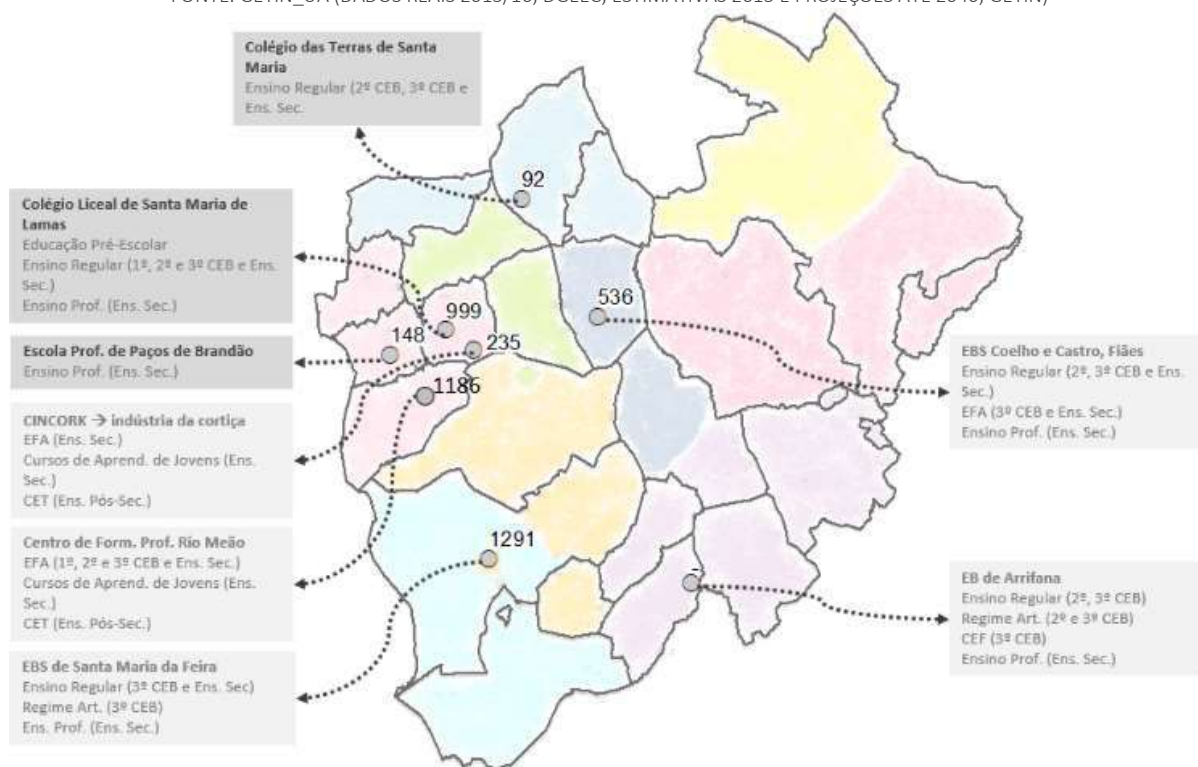 Colégio das Terras de Santa
Maria
Ensino Regular (2º CEB, 3º CEB e
Ens. Sec.
92
Colégio Liceal de Santa Maria de
Lamas
Educação Pré-Escolar
Ensino Regular (1º, 2º e 3º CEB e Ens.
Sec.)
Ensino Prof. (Ens. Sec.)
999
536
148
235
1186
Escola Prof. de Paços de Brandão
Ensino Prof. (Ens. Sec.)
EBS Coelho e Castro, Fiães
Ensino Regular (2º, 3º CEB e Ens.
Sec.)
EFA (3º CEB e Ens. Sec.)
Ensino Prof. (Ens. Sec.)
CINCORK → indústria da cortiça
EFA (Ens. Sec.)
Cursos de Aprend. de Jovens (Ens.
Sec.)
CET (Ens. Pós-Sec.)
Centro de Form. Prof. Rio Meão
EFA (1º, 2º e 3º CEB e Ens. Sec.)
Cursos de Aprend. de Jovens (Ens.
Sec.)
CET (Ens. Pós-Sec.)
1291
-
EB de Arrifana
Ensino Regular (2º, 3º CEB)
Regime Art. (2º e 3º CEB)
CEF (3º CEB)
Ensino Prof. (Ens. Sec.)
EBS de Santa Maria da Feira
Ensino Regular (3º CEB e Ens. Sec)
Regime Art. (3º CEB)
Ens. Prof. (Ens. Sec.)